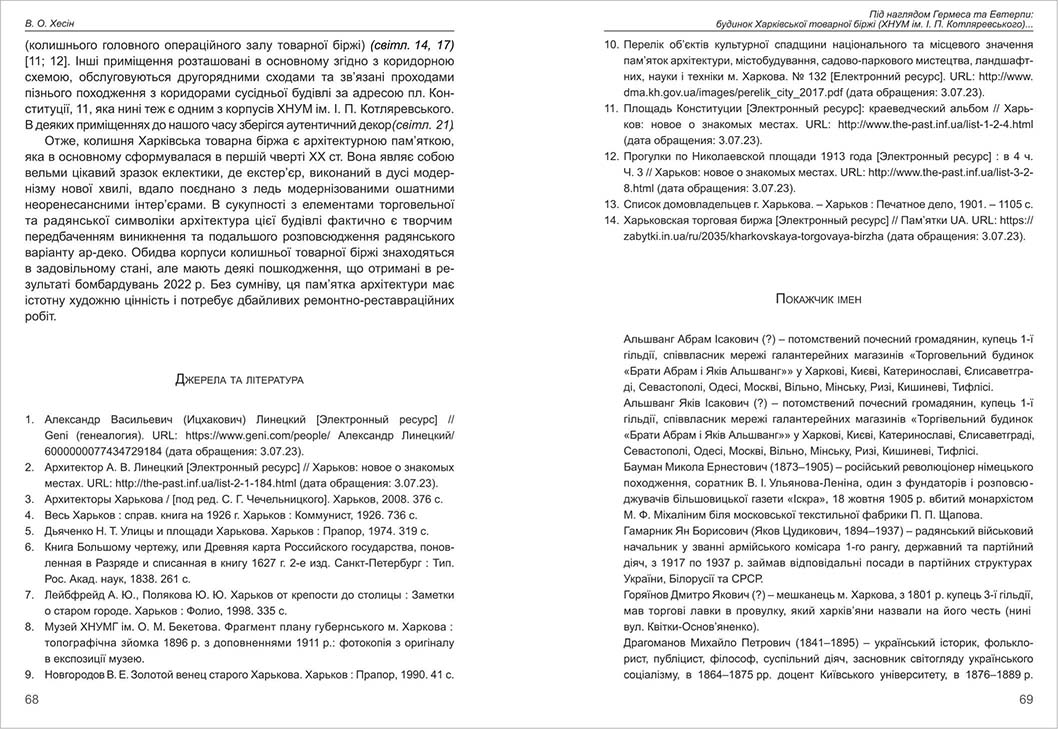 В. О. Хесін
(колишнього головного операційного залу товарної біржі) (світл. 14, 17)
[11; 12]. Інші приміщення розташовані в основному згідно з коридорною
схемою, обслуговуються другорядними сходами та зв’язані проходами
пізнього походження з коридорами сусідньої будівлі за адресою пл. Кон-
ституції, 11, яка нині теж є одним з корпусів ХНУМ ім. І. П. Котляревського.
В деяких приміщеннях до нашого часу зберігся аутентичний декор(світл. 21)
Отже, колишня Харківська товарна біржа є архітектурною пам’яткою,
яка в основному сформувалася в першій чверті ХХ ст. Вона являє собою
вельми цікавий зразок еклектики, де екстер’єр, виконаний в дусі модер-
нізму нової хвилі, вдало поєднано з ледь модернізованими ошатними
неоренесансними інтер’єрами. В сукупності з елементами торговельної
та радянської символіки архітектура цієї будівлі фактично є творчим
передбаченням виникнення та подальшого розповсюдження радянського
варіанту ар-деко. Обидва корпуси колишньої товарної біржі знаходяться
в задовільному стані, але мають деякі пошкодження, що отримані в ре-
зультаті бомбардувань 2022 р. Без сумніву, ця пам’ятка архітектури має
істотну художню цінність і потребує дбайливих ремонтно-реставраційних
робіт.
Джерела та література
1. Александр Васильевич (Ицхакович) Линецкий [Электронный ресурс] //
Geni (генеалогия). URL: https://www.geni.com/people/ Александр Линецкий/
6000000077434729184 (дата обращения: 3.07.23).
2. Архитектор А. В. Линецкий [Электронный ресурс] // Харьков: новое о знакомых
местах. URL: http://the-past.inf.ua/list-2-1-184.html (дата обращения: 3.07.23).
3. Архитекторы Харькова / [под ред. С. Г. Чечельницкого]. Харьков, 2008. 376 с.
4. Весь Харьков : справ. книга на 1926 г. Харьков : Коммунист, 1926. 736 с.
5. Дьяченко Н. Т. Улицы и площади Харькова. Харьков : Прапор, 1974. 319 с.
6. Книга Большому чертежу, или Древняя карта Российского государства, понов-
ленная в Разряде и списанная в книгу 1627 г. 2-е изд. Санкт-Петербург : Тип.
Рос. Акад. наук, 1838. 261 с.
7. Лейбфрейд А. Ю., Полякова Ю. Ю. Харьков от крепости до столицы : Заметки
о старом городе. Харьков : Фолио, 1998. 335 с.
8. Музей ХНУМГ ім. О. М. Бекетова. Фрагмент плану губернського м. Харкова :
топографічна зйомка 1896 р. з доповненнями 1911 р.: фотокопія з оригіналу
в експозиції музею.
9. Новгородов В. Е. Золотой венец старого Харькова. Харьков : Прапор, 1990. 41 с.
68
Під наглядом Гермеса та Евтерпи:
будинок Харківської товарної біржі (ХНУМ ім. І. П. Котляревського)...
10. Перелік об’єктів культурної спадщини національного та місцевого значення
пам’яток архітектури, містобудування, садово-паркового мистецтва, ландшафт-
них, науки і техніки м. Харкова. № 132 [Електронний ресурс]. URL: http://www.
dma.kh.gov.ua/images/perelik_city_2017.pdf (дата обращения: 3.07.23).
11. Площадь Конституции [Электронный ресурс]: краеведческий альбом // Харь-
ков: новое о знакомых местах. URL: http://www.the-past.inf.ua/list-1-2-4.html
(дата обращения: 3.07.23).
12. Прогулки по Николаевской площади 1913 года [Электронный ресурс] : в 4 ч.
Ч. 3 // Харьков: новое о знакомых местах. URL: http://www.the-past.inf.ua/list-3-2-
8.html (дата обращения: 3.07.23).
13. Список домовладельцев г. Харькова. – Харьков : Печатное дело, 1901. – 1105 с.
14. Харьковская торговая биржа [Электронный ресурс] // Пам’ятки UA. URL: https://
zabytki.in.ua/ru/2035/kharkovskaya-torgovaya-birzha (дата обращения: 3.07.23).
Покажчик імен
Альшванг Абрам Ісакович (?) – потомствений почесний громадянин, купець 1-ї
гільдії, співвласник мережі галантерейних магазинів «Торговельний будинок
«Брати Абрам і Яків Альшванг»» у Харкові, Києві, Катеринославі, Єлисаветгра-
ді, Севастополі, Одесі, Москві, Вільно, Мінську, Ризі, Кишиневі, Тифлісі.
Альшванг Яків Ісакович (?) – потомствений почесний громадянин, купець 1-ї
гільдії, співвласник мережі галантерейних магазинів «Торгівельний будинок
«Брати Абрам і Яків Альшванг»» у Харкові, Києві, Катеринославі, Єлисаветграді,
Севастополі, Одесі, Москві, Вільно, Мінську, Ризі, Кишиневі, Тифлісі.
Бауман Микола Ернестович (1873–1905) – російський революціонер німецького
походження, соратник В. І. Ульянова-Леніна, один з фундаторів і розповсю-
джувачів більшовицької газети «Іскра», 18 жовтня 1905 р. вбитий монархістом
М. Ф. Міхаліним біля московської текстильної фабрики П. П. Щапова.
Гамарник Ян Борисович (Яков Цудикович, 1894–1937) – радянський військовий
начальник у званні армійського комісара 1-го рангу, державний та партійний
діяч, з 1917 по 1937 р. займав відповідальні посади в партійних структурах
України, Білорусії та СРСР.
Горяїнов Дмитро Якович (?) – мешканець м. Харкова, з 1801 р. купець 3-ї гільдії,
мав торгові лавки в провулку, який харків’яни назвали на його честь (нині
вул. Квітки-Основ’яненко).
Драгоманов Михайло Петрович (1841–1895) – український історик, фолькло-
рист, публіцист, філософ, суспільний діяч, засновник світогляду українського
соціалізму, в 1864–1875 рр. доцент Київського університету, в 1876–1889 р.
69